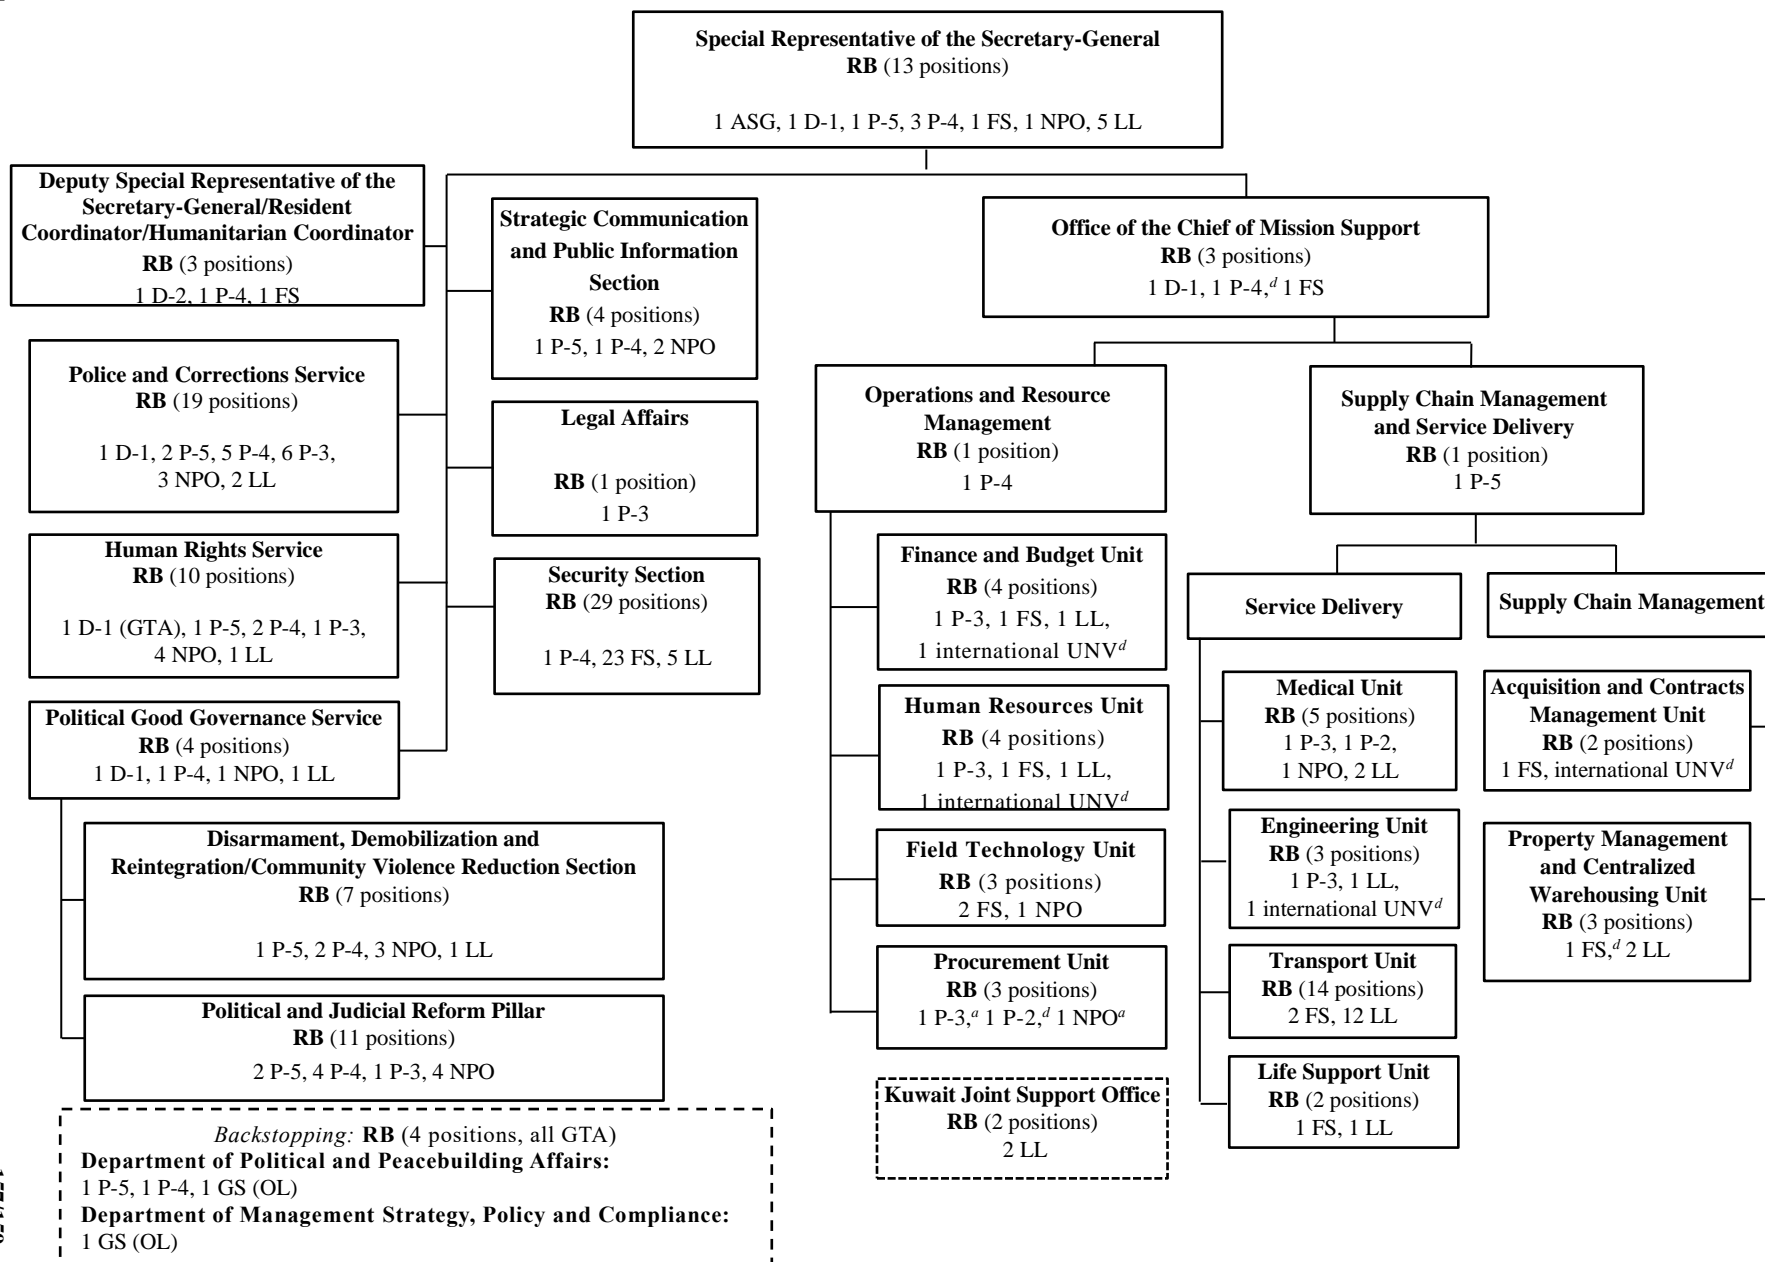 Special Representative of the Secretary-General
RB (13 positions)
1 ASG, 1 D-1, 1 P-5, 3 P-4, 1 FS, 1 NPO, 5 LL
Deputy Special Representative of the
Secretary-General/Resident
Coordinator/Humanitarian Coordinator
RB (3 positions)
1 D-2, 1 P-4, 1 FS
Police and Corrections Service
RB (19 positions)
1 D-1, 2 P-5, 5 P-4, 6 P-3,
3 NPO, 2 LL
Human Rights Service
RB (10 positions)
1 D-1 (GTA), 1 P-5, 2 P-4, 1 P-3,
4 NPO, 1 LL
Political Good Governance Service
RB (4 positions)
1 D-1, 1 P-4, 1 NPO, 1 LL
Disarmament, Demobilization and
Reintegration/Community Violence Reduction Section
RB (7 positions)
1 P-5, 2 P-4, 3 NPO, 1 LL
Political and Judicial Reform Pillar
RB (11 positions)
2 P-5, 4 P-4, 1 P-3, 4 NPO
Backstopping: RB (4 positions, all GTA)
Department of Political and Peacebuilding Affairs:
1 P-5, 1 P-4, 1 GS (OL)
Department of Management Strategy, Policy and Compliance:
1 GS (OL)
Strategic Communication
and Public Information
Section
RB (4 positions)
1 P-5, 1 P-4, 2 NPO
Legal Affairs
RB (1 position)
1 P-3
Security Section
RB (29 positions)
1 P-4, 23 FS, 5 LL
Office of the Chief of Mission Support
RB (3 positions)
1 D-1, 1 P-4,d 1 FS
Operations and Resource
Management
RB (1 position)
1 P-4
Finance and Budget Unit
RB (4 positions)
1 P-3, 1 FS, 1 LL,
1 international UNVd
Human Resources Unit
RB (4 positions)
1 P-3, 1 FS, 1 LL,
1 international UNVd
Field Technology Unit
RB (3 positions)
2 FS, 1 NPO
Procurement Unit
RB (3 positions)
1 P-3,a 1 P-2,d 1 NPOa
Kuwait Joint Support Office
RB (2 positions)
2 LL
Supply Chain Management
and Service Delivery
RB (1 position)
1 P-5
Service Delivery
Medical Unit
RB (5 positions)
1 P-3, 1 P-2,
1 NPO, 2 LL
Engineering Unit
RB (3 positions)
1 P-3, 1 LL,
1 international UNVd
Transport Unit
RB (14 positions)
2 FS, 12 LL
Life Support Unit
RB (2 positions)
1 FS, 1 LL
Supply Chain Management
Acquisition and Contracts
Management Unit
RB (2 positions)
1 FS, international UNVd
Property Management
and Centralized
Warehousing Unit
RB (3 positions)
1 FS,d 2 LL